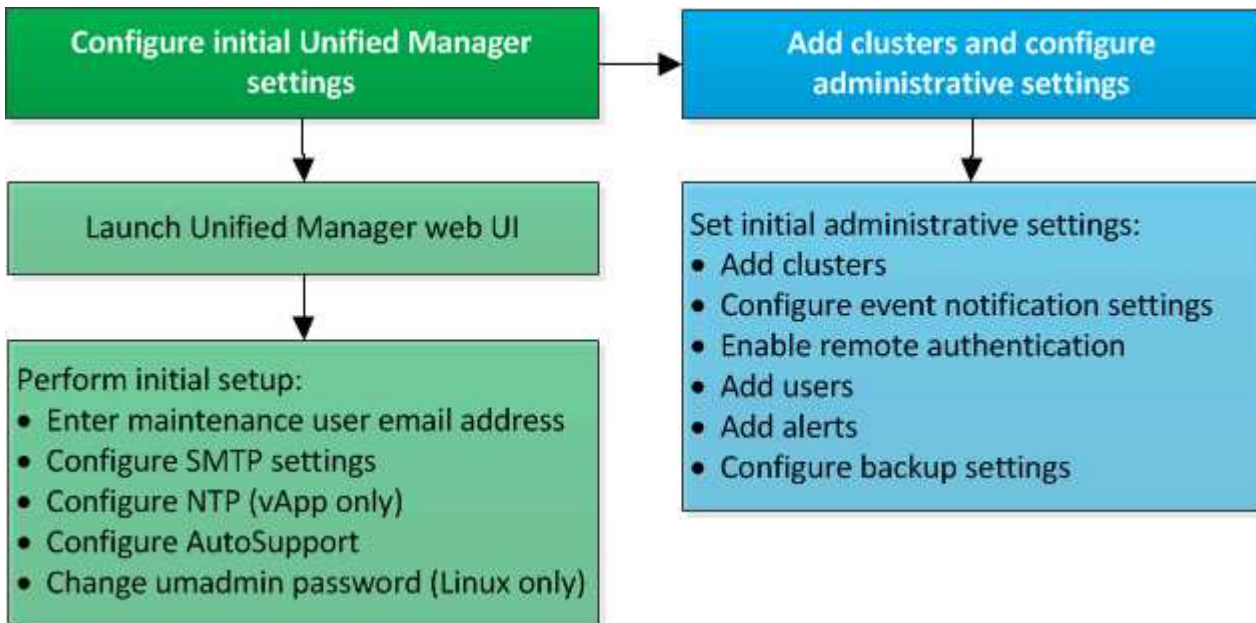 Configure initial Unified Manager
settings
Launch Unified Manager web UI
Perform initial setup:
• Enter maintenance user email address
• Configure SMTP settings
• Configure NTP (vApp only)
• Configure AutoSupport
• Change umadmin password (Linux only)
Add clusters and configure
administrative settings
Set initial administrative settings:
• Add clusters
• Configure event notification settings
• Enable remote authentication
• Add users
• Add alerts
• Configure backup settings